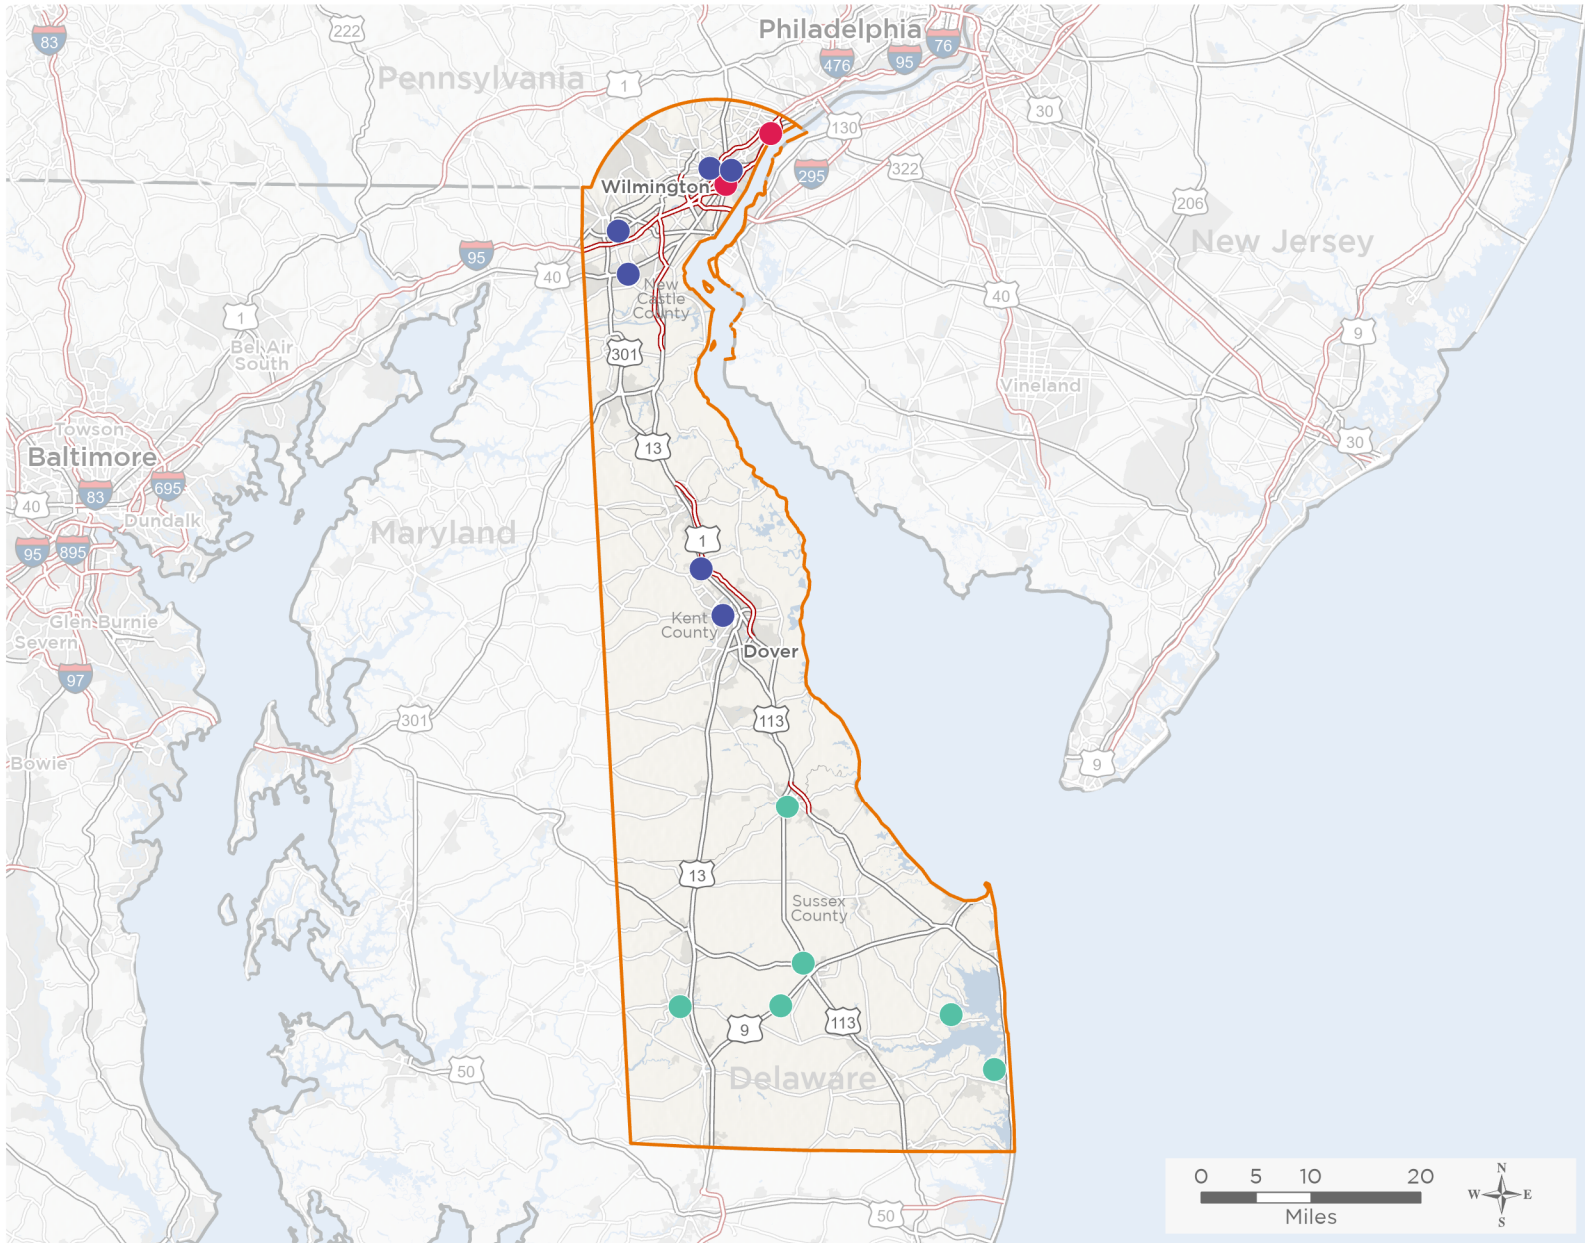 Philadelphia
83
222
76
476
95
Pennsylvania
1
30
130
295
322
Wilmington
206
New Jersey
95
40
New
Castle
County
40
1
9
Bel Air
South
301
Vineland
Towson
13
30
Baltimore
695
83
40
Dundalk
Maryland
1
95
895
Glen Burnie
Kent
County
Severn
Dover
97
301
113
Bowie
9
13
Sussex
County
9
113
50
Delaware
0 5 10 20
Miles
N
W E
S
50